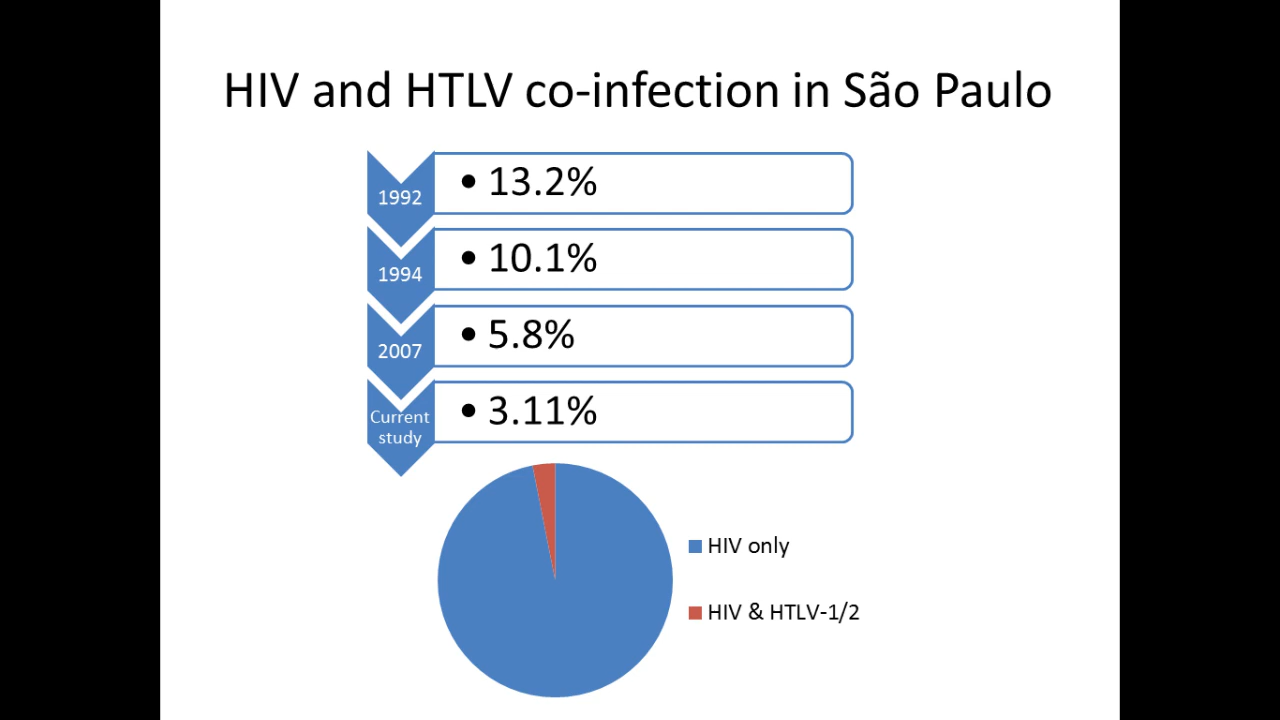 HIV and HTLV co-infection in São Paulo
1992
• 13.2%
1994
• 10.1%
2007
• 5.8%
Current
study
• 3.11%
HIV only
HIV & HTLV-1/2